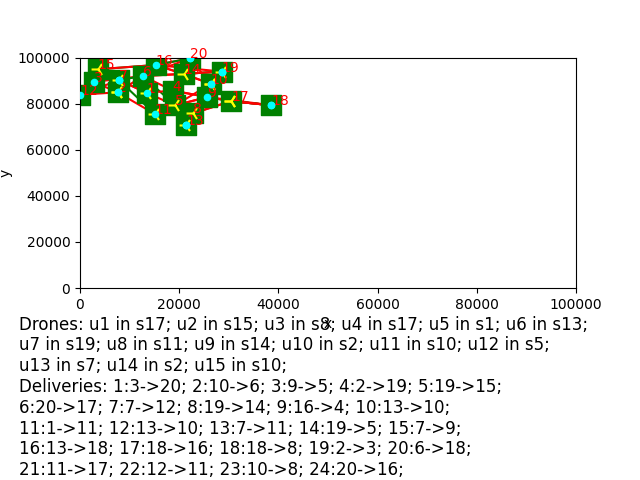 20
16
100000
80000
18
60000
y
40000
20000
0
0 20000 40000 60000 80000 100000
x
Drones: u1 in s17; u2 in s15; u3 in s8; u4 in s17; u5 in s1; u6 in s13;
u7 in s19; u8 in s11; u9 in s14; u10 in s2; u11 in s10; u12 in s5;
u13 in s7; u14 in s2; u15 in s10;
Deliveries: 1:3->20; 2:10->6; 3:9->5; 4:2->19; 5:19->15;
6:20->17; 7:7->12; 8:19->14; 9:16->4; 10:13->10;
11:1->11; 12:13->10; 13:7->11; 14:19->5; 15:7->9;
16:13->18; 17:18->16; 18:18->8; 19:2->3; 20:6->18;
21:11->17; 22:12->11; 23:10->8; 24:20->16;